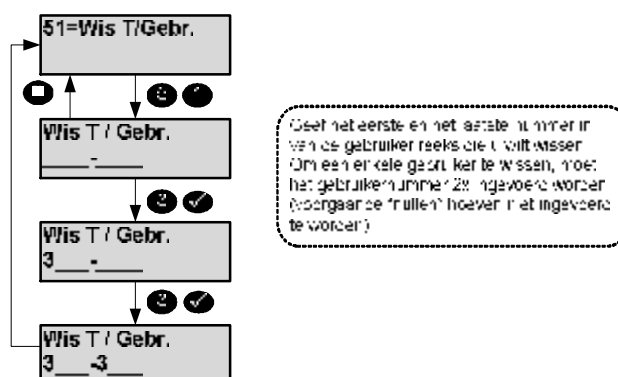 51=Wis T/Gebr.
Wis T / Gebr.
____-____
Wis T / Gebr.
3___-____
Wis T / Gebr.
3___-3___
Geef het eerste en het laatste nummer in
van de gebruiker reeks die u wilt wissen
Om een enkele gebruiker te wissen, moet
het gebruikernummer 2x ingevoerd worden
(voorgaande "nullen" hoeven niet ingevoerd
te worden)